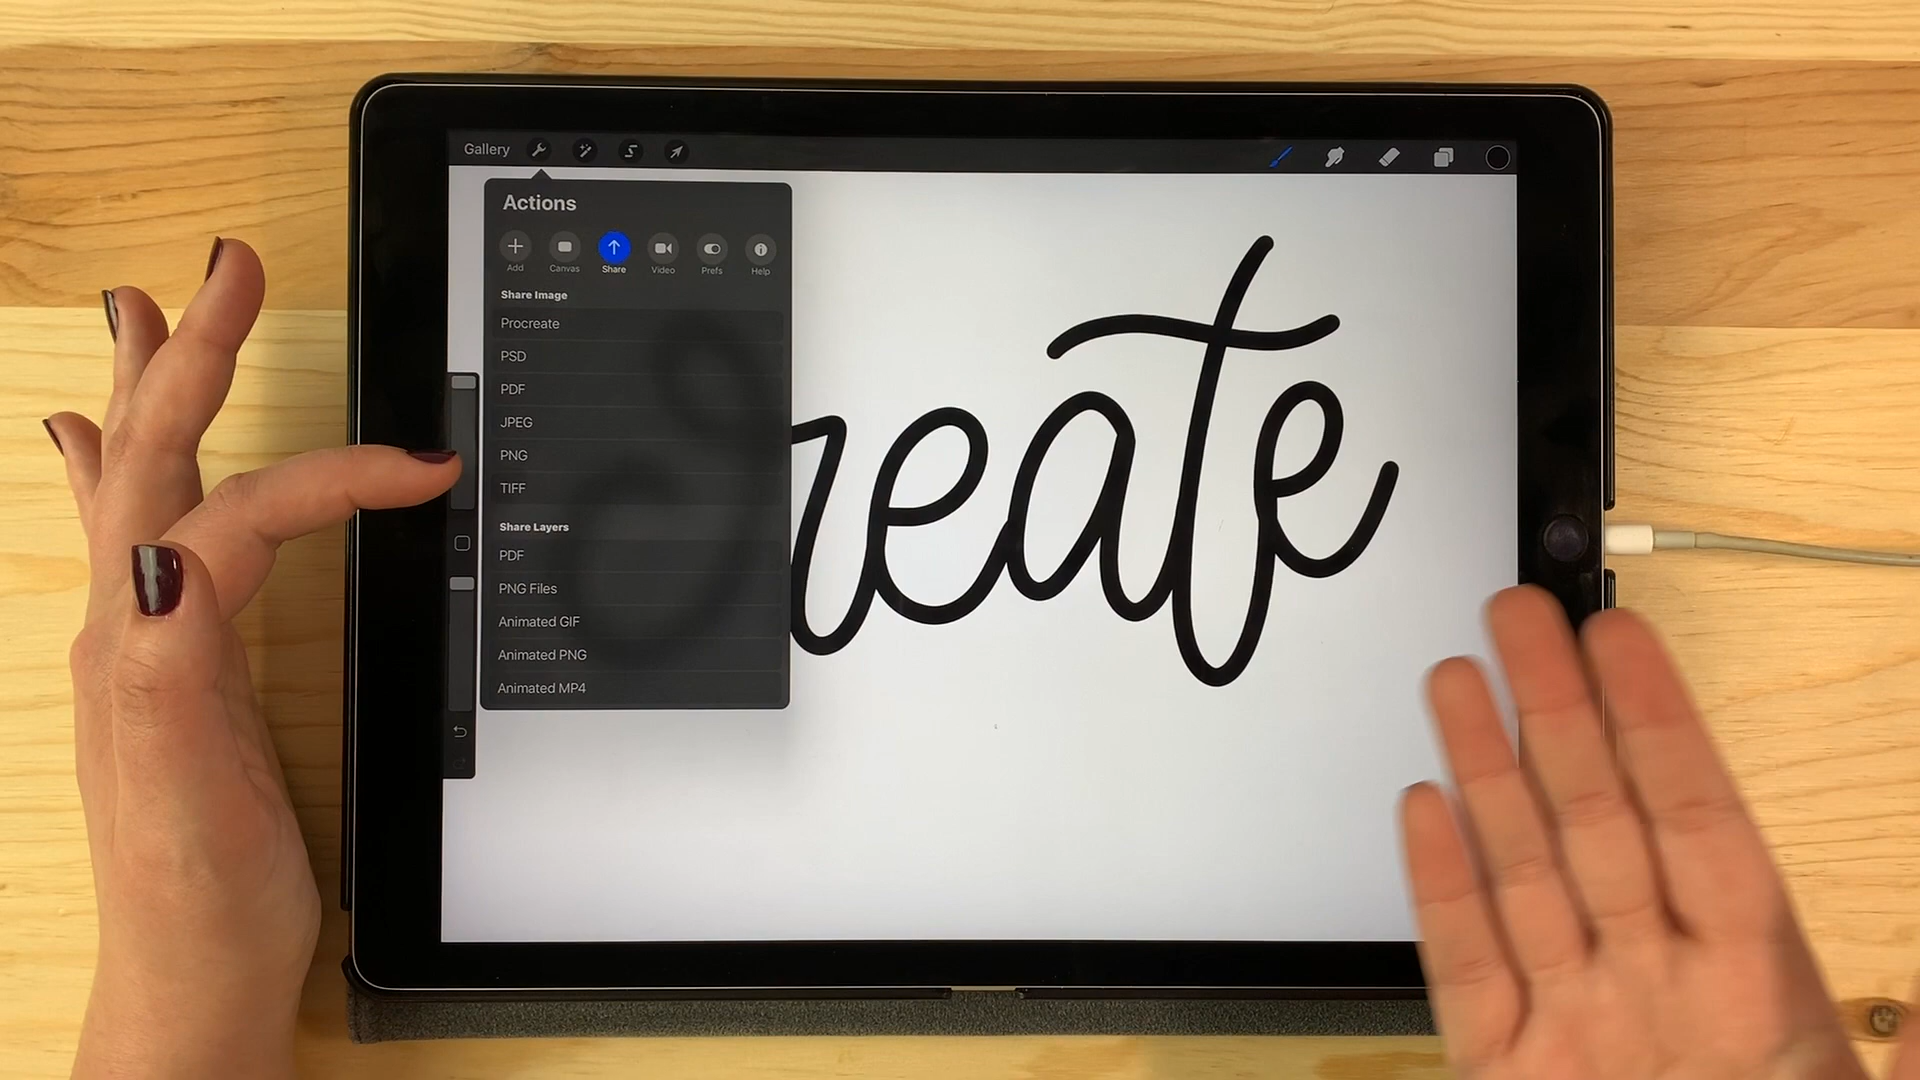 Gallery
Actions
Add Canvas Share Video Prefs Help
Share Image
Procreate
PSD
PDF
JPEG
PNG
TIFF
Share Layers
PDF
PNG Files
Animated GIF
Animated PNG
Animated MP4
create